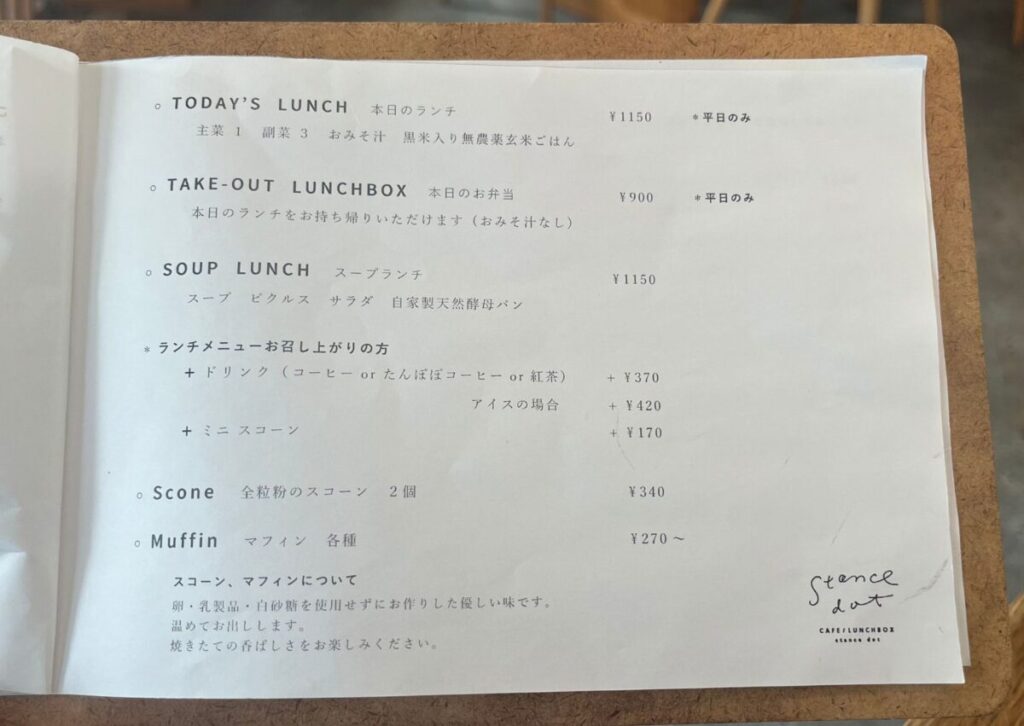 ○ TODAY'S LUNCH 本日のランチ ¥1150 *平日のみ
主菜 1 副菜 3 おみそ汁 黒米入り無農薬玄米ごはん
○ TAKE-OUT LUNCHBOX 本日のお弁当 ¥900 *平日のみ
本日のランチをお持ち帰りいただけます（おみそ汁なし）
○ SOUP LUNCH スープランチ ¥1150
スープ ピクルス サラダ 自家製天然酵母パン
* ランチメニューお召し上がりの方
+ ドリンク（コーヒー or たんぽぽコーヒー or 紅茶） + ¥370
アイスの場合 + ¥420
+ ミニスコーン + ¥170
○ Scone 全粒粉のスコーン 2個 ¥340
○ Muffin マフィン 各種 ¥270～
スコーン、マフィンについて
卵・乳製品・白砂糖を使用せずにお作りした優しい味です。
温めてお出しします。
焼きたての香ばしさをお楽しみください。
stance
dot
CAFE/LUNCHBOX
stance dot